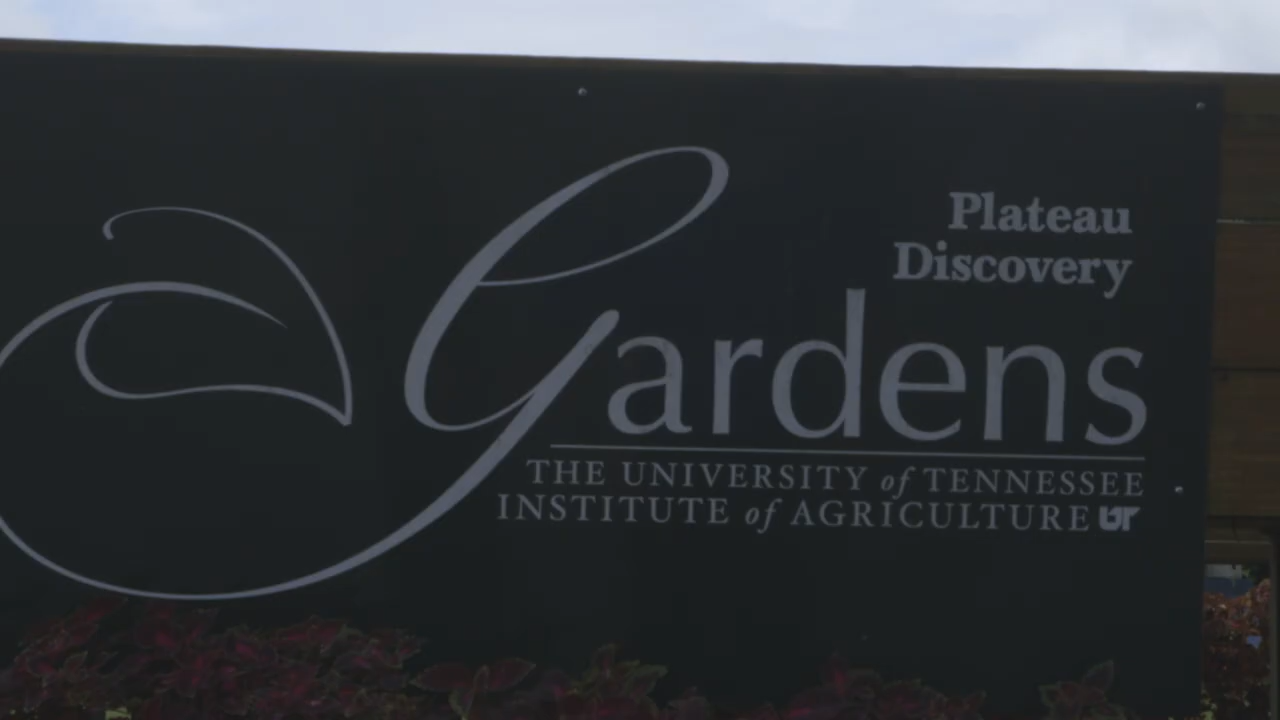 Plateau
Discovery
Gardens
THE UNIVERSITY of TENNESSEE
INSTITUTE of AGRICULTURE UT